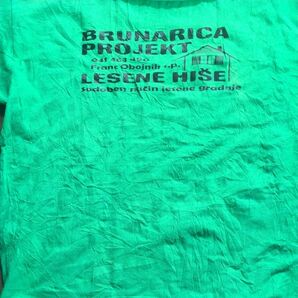 BRUNARICA
PROJEKT
Franc Obojnik s.p.
LESENE HIŠE
Sodoben način lesene gradnje